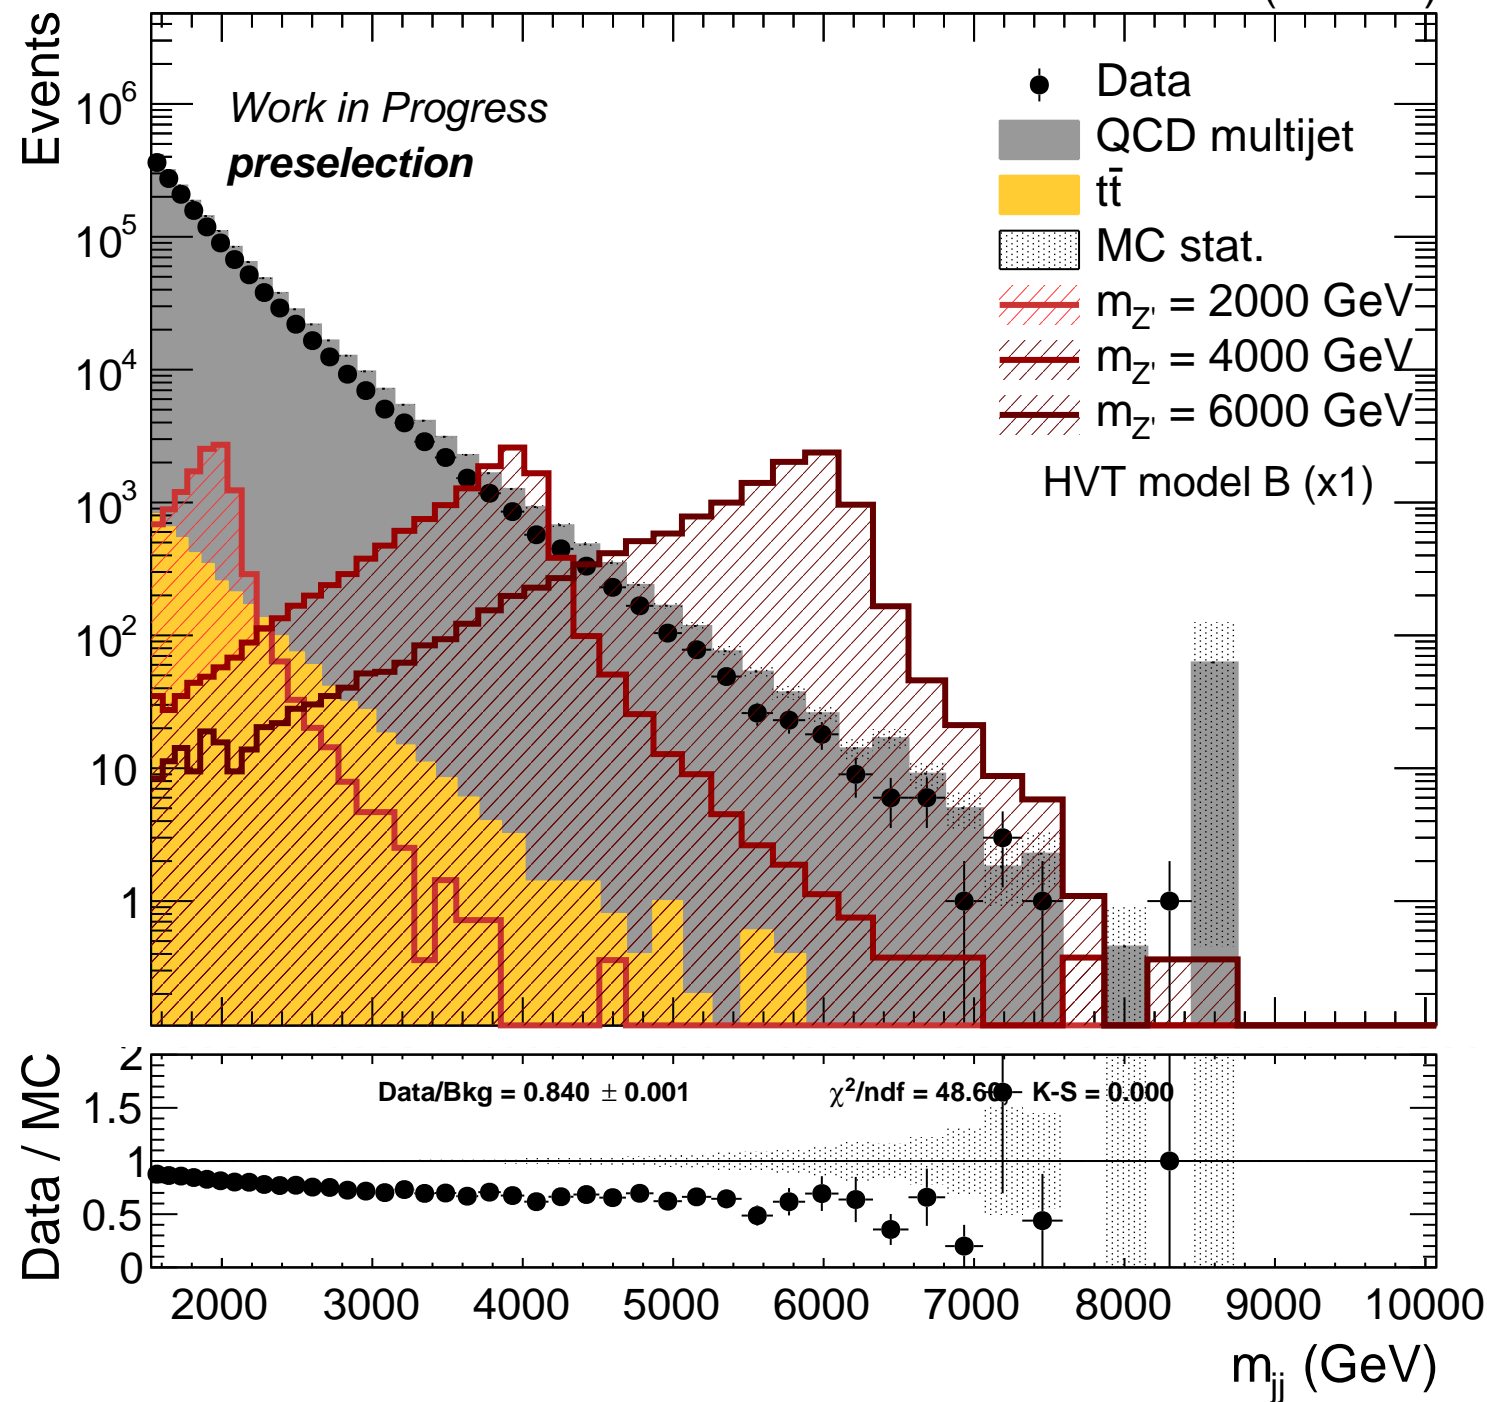 Events
10^6
10^5
10^4
10^3
10^2
10
1
Work in Progress
preselection
Data
QCD multijet
tt̄
MC stat.
m_Z' = 2000 GeV
m_Z' = 4000 GeV
m_Z' = 6000 GeV
HVT model B (x1)
Data / MC
2
1.5
1
0.5
0
Data/Bkg = 0.840 ± 0.001
χ²/ndf = 48.60, K-S = 0.000
2000 3000 4000 5000 6000 7000 8000 9000 10000
m_jj (GeV)